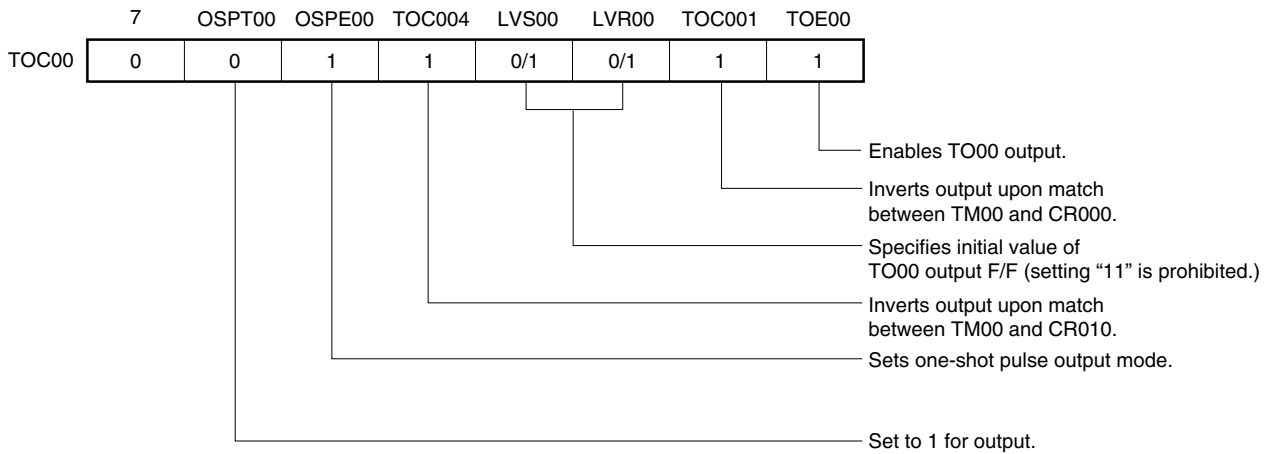 7 OSPT00 OSPE00 TOC004 LVS00 LVR00 TOC001 TOE00
TOC00 0 0 1 1 0/1 0/1 1 1
Enables TO00 output.
Inverts output upon match
between TM00 and CR000.
Specifies initial value of
TO00 output F/F (setting “11” is prohibited.)
Inverts output upon match
between TM00 and CR010.
Sets one-shot pulse output mode.
Set to 1 for output.